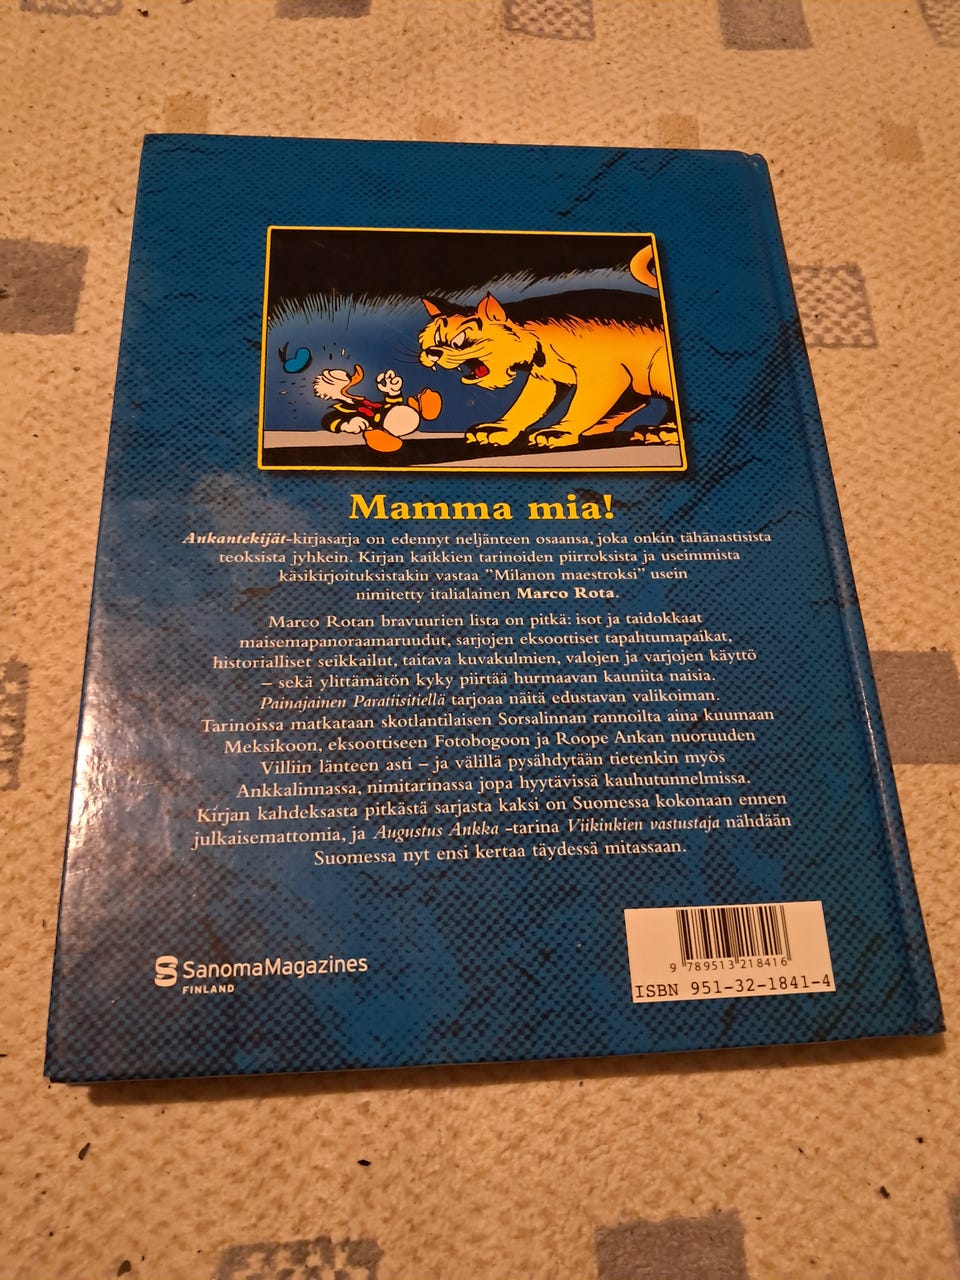 Mamma mia!
Ankantekijät-kirjasarja on edennyt neljänteen osaansa, joka onkin tähänastisista
teoksista jyhkein. Kirjan kaikkien tarinoiden piirroksista ja useimmista
käsikirjoituksistakin vastaa ”Milanon maestroksi” usein
nimitetty italialainen Marco Rota.
Marco Rotan bravuurien lista on pitkä: isot ja taidokkaat
maisemapanoraamaruudut, sarjojen eksoottiset tapahtumapaikat,
historialliset seikkailut, taitava kuvakulmien, valojen ja varjojen käyttö
– sekä ylittämätön kyky piirtää hurmaavan kauniita naisia.
Painajainen Paratiisitiellä tarjoaa näitä edustavan valikoiman.
Tarinoissa matkataan skotlantilaisen Sorsalinnan rannoilta aina kuumaan
Meksikoon, eksoottiseen Fotobogoon ja Roope Ankan nuoruuden
Villiin länteen asti – ja välillä pysähdytään tietenkin myös
Ankkalinnassa, nimitarinassa jopa hyytävissä kauhutunnelmissa.
Kirjan kahdeksasta pitkästä sarjasta kaksi on Suomessa kokonaan ennen
julkaisemattomia, ja Augustus Ankka -tarina Viikinkien vastustaja nähdään
Suomessa nyt ensi kertaa täydessä mitassaan.
SanomaMagazines
FINLAND
9 789513 218416
ISBN 951-32-1841-4